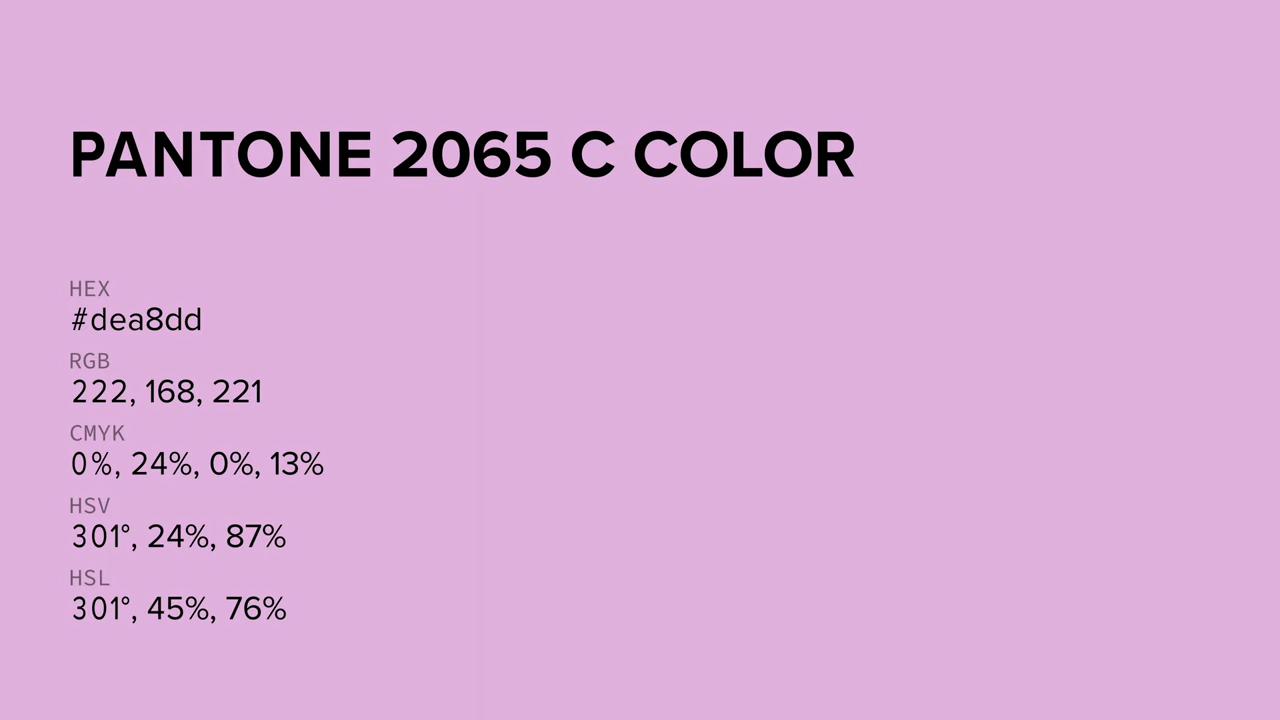 PANTONE 2065 C COLOR
HEX
#dea8dd
RGB
222, 168, 221
CMYK
0%, 24%, 0%, 13%
HSV
301°, 24%, 87%
HSL
301°, 45%, 76%